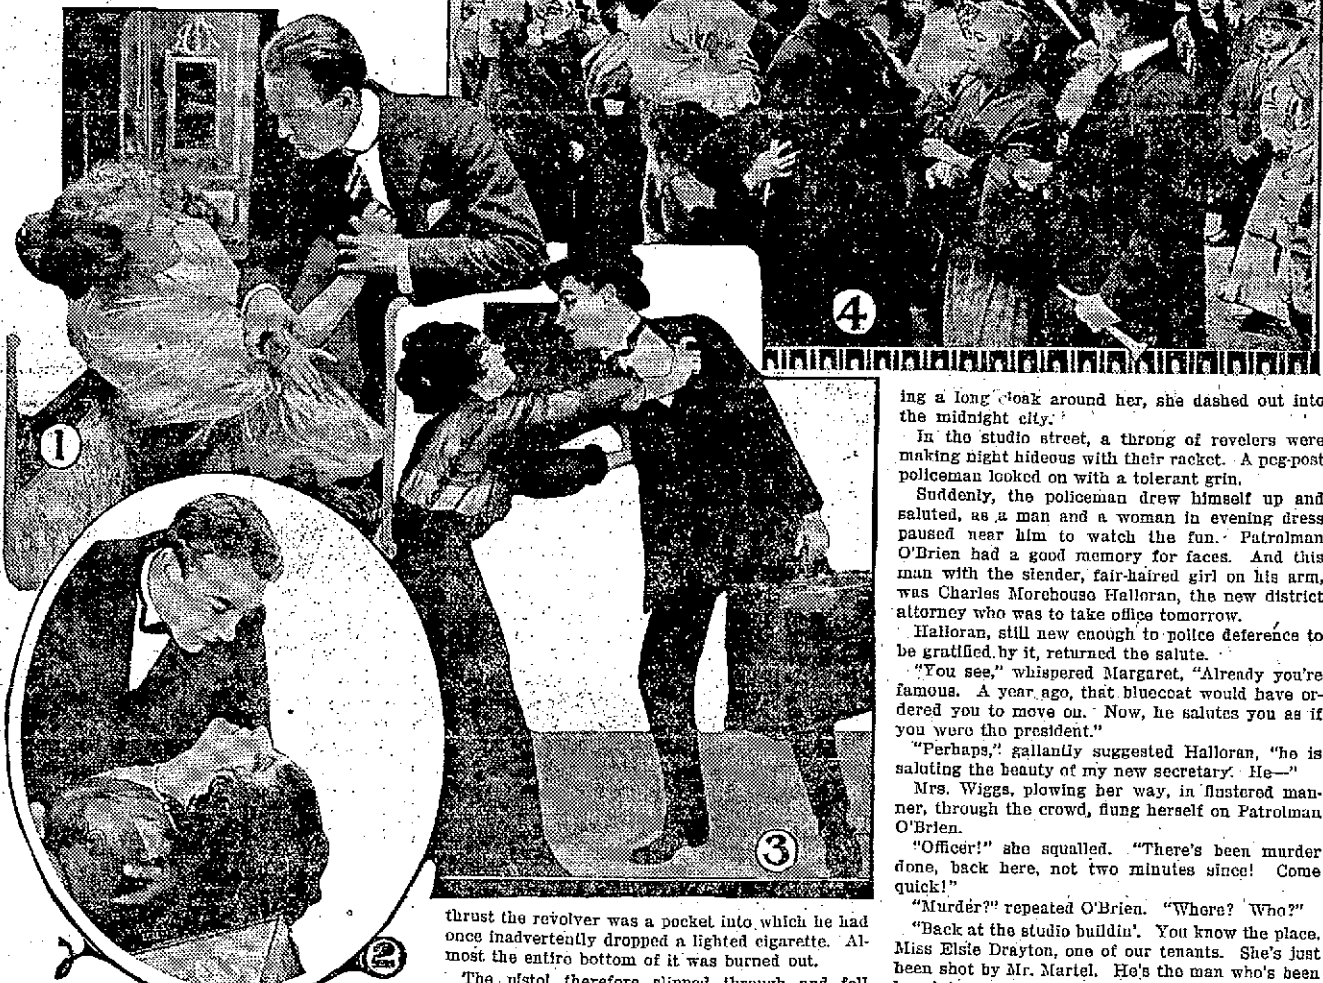 1
2
3
4
thrust the revolver was a pocket into which he had
once inadvertently dropped a lighted cigarette. Al-
most the entire bottom of it was burned out.
The pistol therefore slipped through and fell
ing a long cloak around her, she dashed out into
the midnight city.
In the studio street, a throng of revelers were
making night hideous with their racket. A peg-post
policeman looked on with a tolerant grin.
Suddenly, the policeman drew himself up and
saluted, as a man and a woman in evening dress
paused near him to watch the fun. Patrolman
O'Brien had a good memory for faces. And this
man with the slender, fair-haired girl on his arm,
was Charles Morehouse Halloran, the new district
attorney who was to take office tomorrow.
Halloran, still new enough to police deference to
be gratified by it, returned the salute.
"You see," whispered Margaret, "Already you're
famous. A year ago, that bluecoat would have or-
dered you to move on. Now, he salutes you as if
you were the president."
"Perhaps," gallantly suggested Halloran, "he is
saluting the beauty of my new secretary. He—"
Mrs. Wiggs, plowing her way, in flustered man-
ner, through the crowd, flung herself on Patrolman
O'Brien.
"Officer!" she squalled. "There's been murder
done, back here, not two minutes since! Come
quick!"
"Murder?" repeated O'Brien. "Where? Who?"
"Back at the studio buildin'. You know the place.
Miss Elsie Drayton, one of our tenants. She's just
been shot by Mr. Martel. He's the man who's been